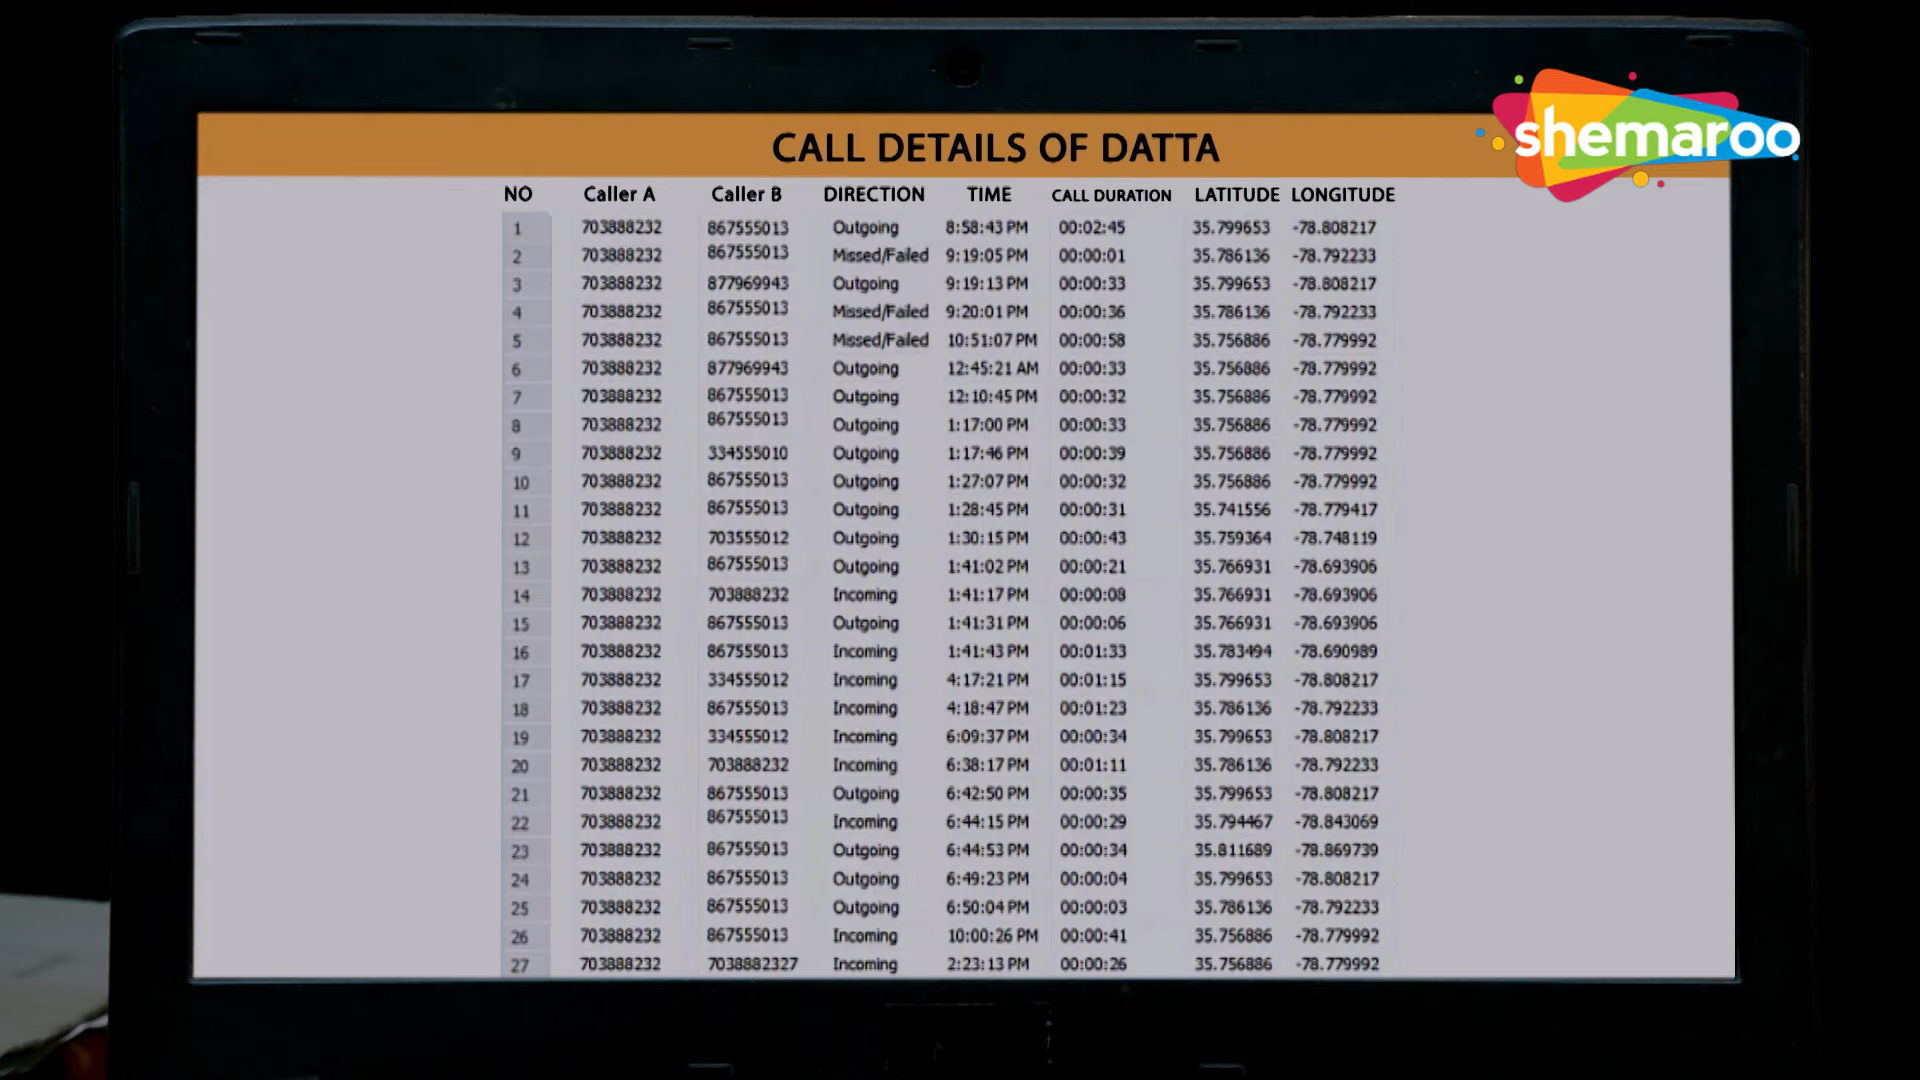 shemaroo
CALL DETAILS OF DATTA
NO Caller A Caller B DIRECTION TIME CALL DURATION LATITUDE LONGITUDE
1 703888232 867555013 Outgoing 8:58:43 PM 00:02:45 35.799653 -78.808217
2 703888232 867555013 Missed/Failed 9:19:05 PM 00:00:01 35.786136 -78.792233
3 703888232 877969943 Outgoing 9:19:13 PM 00:00:33 35.799653 -78.808217
4 703888232 867555013 Missed/Failed 9:20:01 PM 00:00:36 35.786136 -78.792233
5 703888232 867555013 Missed/Failed 10:51:07 PM 00:00:58 35.756886 -78.779992
6 703888232 877969943 Outgoing 12:45:21 AM 00:00:33 35.756886 -78.779992
7 703888232 867555013 Outgoing 12:10:45 PM 00:00:32 35.756886 -78.779992
8 703888232 867555013 Outgoing 1:17:00 PM 00:00:33 35.756886 -78.779992
9 703888232 334555010 Outgoing 1:17:46 PM 00:00:39 35.756886 -78.779992
10 703888232 867555013 Outgoing 1:27:07 PM 00:00:32 35.756886 -78.779992
11 703888232 867555013 Outgoing 1:28:45 PM 00:00:31 35.741556 -78.779417
12 703888232 703555012 Outgoing 1:30:15 PM 00:00:43 35.759364 -78.748119
13 703888232 867555013 Outgoing 1:41:02 PM 00:00:21 35.766931 -78.693906
14 703888232 703888232 Incoming 1:41:17 PM 00:00:08 35.766931 -78.693906
15 703888232 867555013 Outgoing 1:41:31 PM 00:00:06 35.766931 -78.693906
16 703888232 867555013 Incoming 1:41:43 PM 00:01:33 35.783494 -78.690989
17 703888232 334555012 Incoming 4:17:21 PM 00:01:15 35.799653 -78.808217
18 703888232 867555013 Incoming 4:18:47 PM 00:01:23 35.786136 -78.792233
19 703888232 334555012 Incoming 6:09:37 PM 00:00:34 35.799653 -78.808217
20 703888232 703888232 Incoming 6:38:17 PM 00:01:11 35.786136 -78.792233
21 703888232 867555013 Outgoing 6:42:50 PM 00:00:35 35.799653 -78.808217
22 703888232 867555013 Incoming 6:44:15 PM 00:00:29 35.794467 -78.843069
23 703888232 867555013 Outgoing 6:44:53 PM 00:00:34 35.811689 -78.869739
24 703888232 867555013 Outgoing 6:49:23 PM 00:00:04 35.799653 -78.808217
25 703888232 867555013 Outgoing 6:50:04 PM 00:00:03 35.786136 -78.792233
26 703888232 867555013 Incoming 10:00:26 PM 00:00:41 35.756886 -78.779992
27 703888232 7038882327 Incoming 2:23:13 PM 00:00:26 35.756886 -78.779992